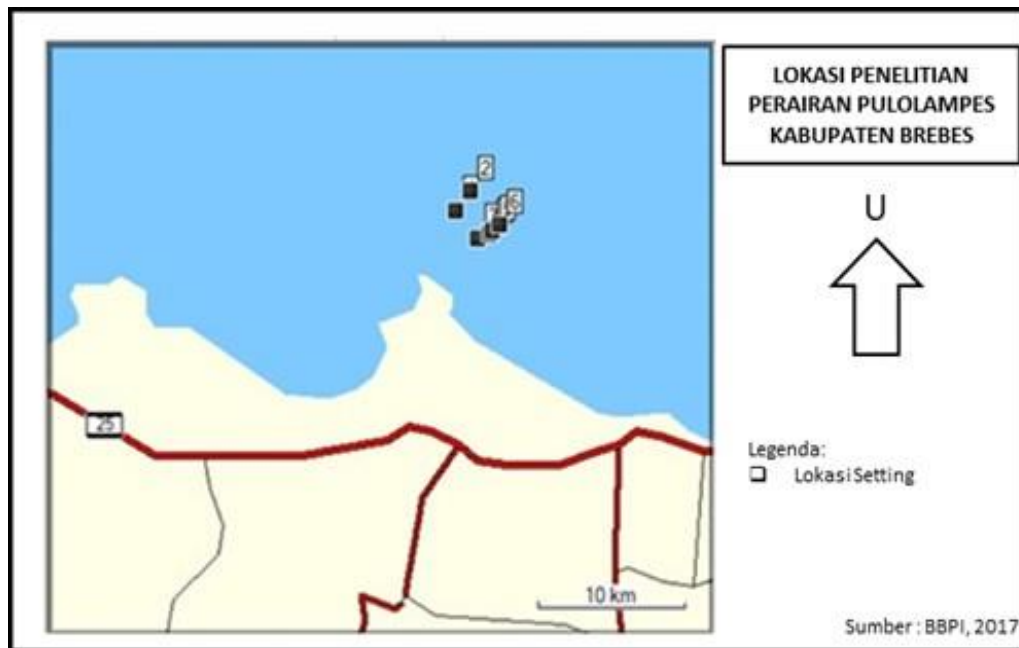 LOKASI PENELITIAN
PERAIRAN PULOLAMPES
KABUPATEN BREBES
U
2
6
25
Legenda:
Lokasi Setting
10 km
Sumber : BBPI, 2017